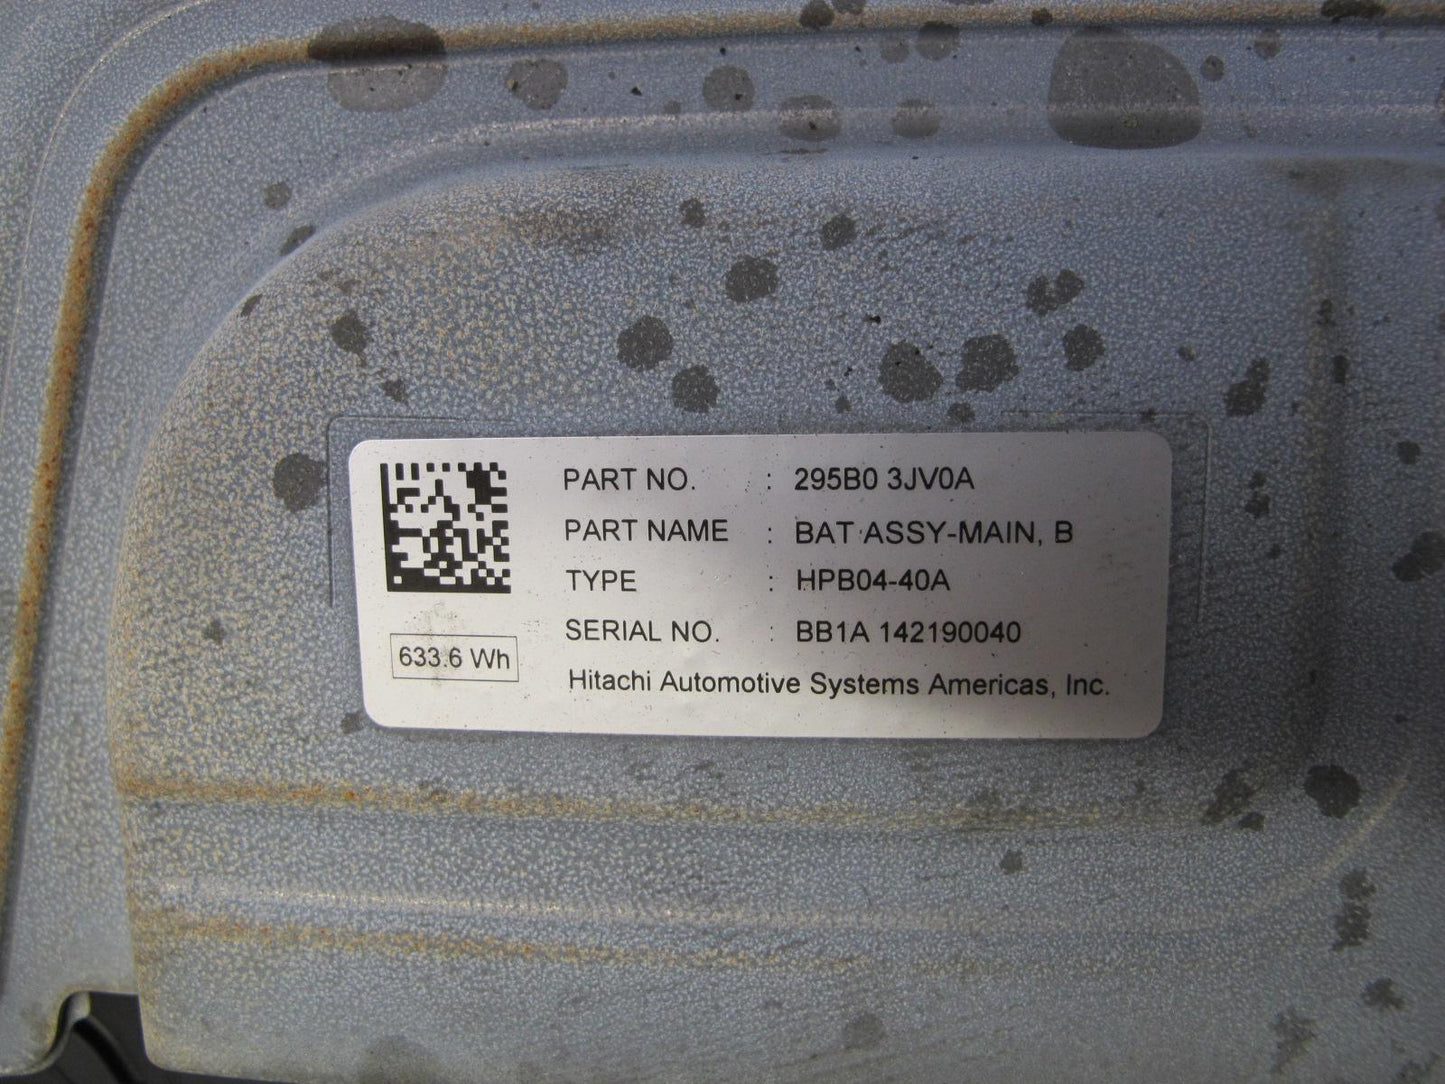 PART NO. : 295B0 3JV0A
PART NAME : BAT ASSY-MAIN, B
TYPE : HPB04-40A
SERIAL NO. : BB1A 142190040
633.6 Wh
Hitachi Automotive Systems Americas, Inc.